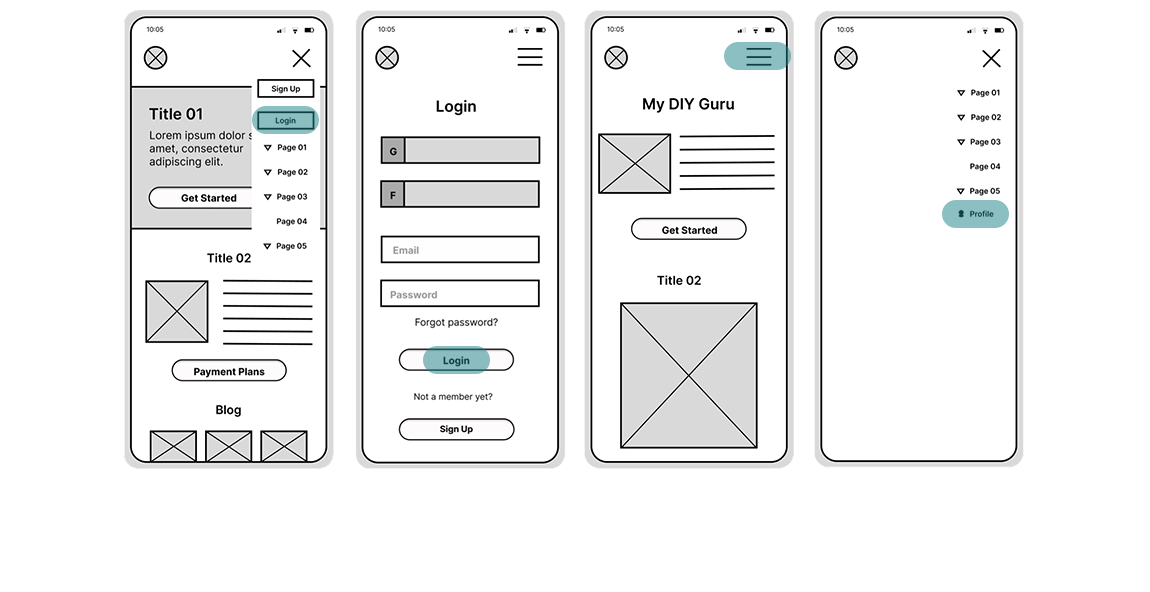 10:05
Sign Up
Title 01
Login
Lorem ipsum dolor s
amet, consectetur
adipiscing elit.
Page 01
Page 02
Get Started
Page 03
Page 04
Page 05
Title 02
Payment Plans
Blog
10:05
Login
G
F
Email
Password
Forgot password?
Login
Not a member yet?
Sign Up
10:05
My DIY Guru
Get Started
Title 02
10:05
Page 01
Page 02
Page 03
Page 04
Page 05
Profile